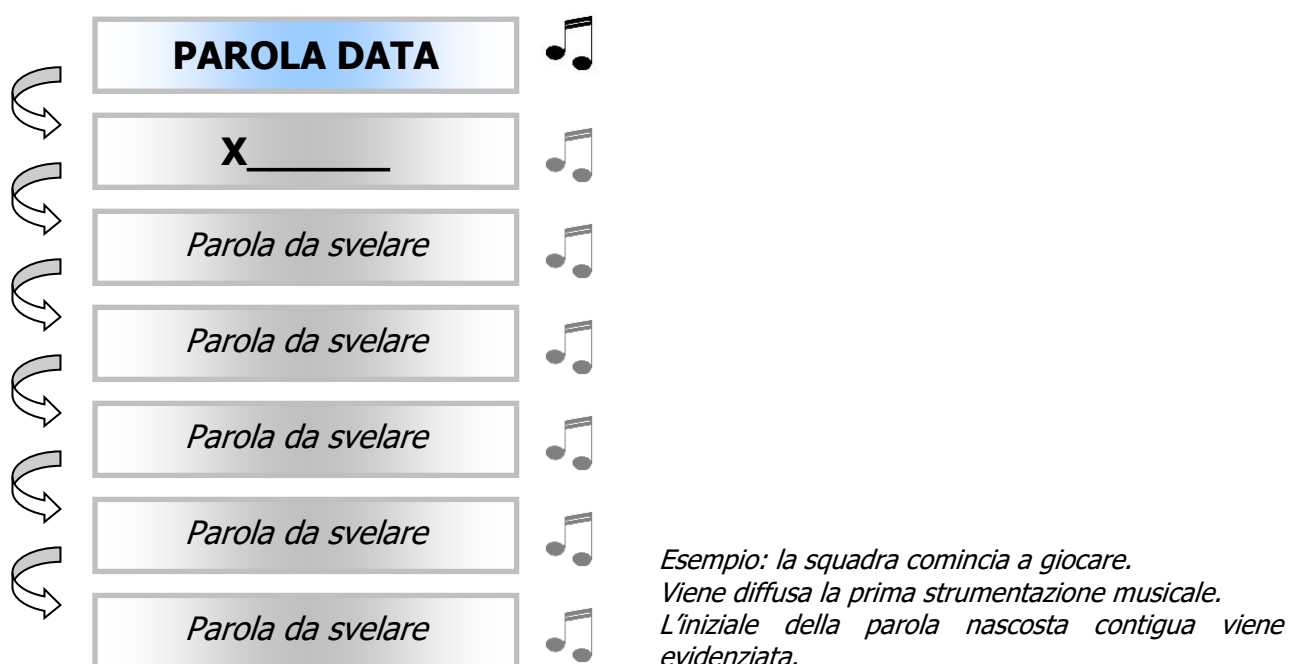 PAROLA DATA
X_______
Parola da svelare
Parola da svelare
Parola da svelare
Parola da svelare
Parola da svelare
Esempio: la squadra comincia a giocare.
Viene diffusa la prima strumentazione musicale.
L'iniziale della parola nascosta contigua viene
evidenziata.